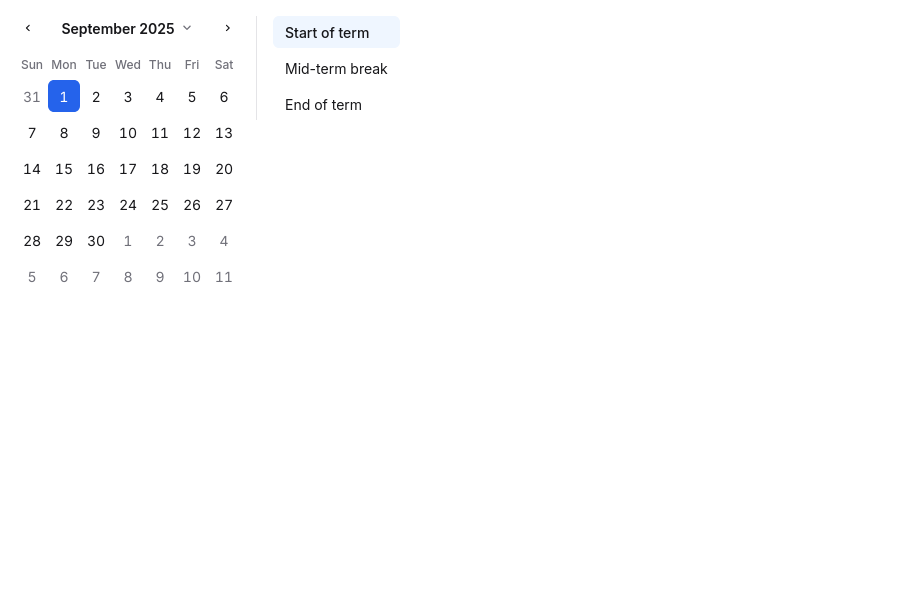 September 2025
Sun Mon Tue Wed Thu Fri Sat
31 1 2 3 4 5 6
7 8 9 10 11 12 13
14 15 16 17 18 19 20
21 22 23 24 25 26 27
28 29 30 1 2 3 4
5 6 7 8 9 10 11
Start of term
Mid-term break
End of term